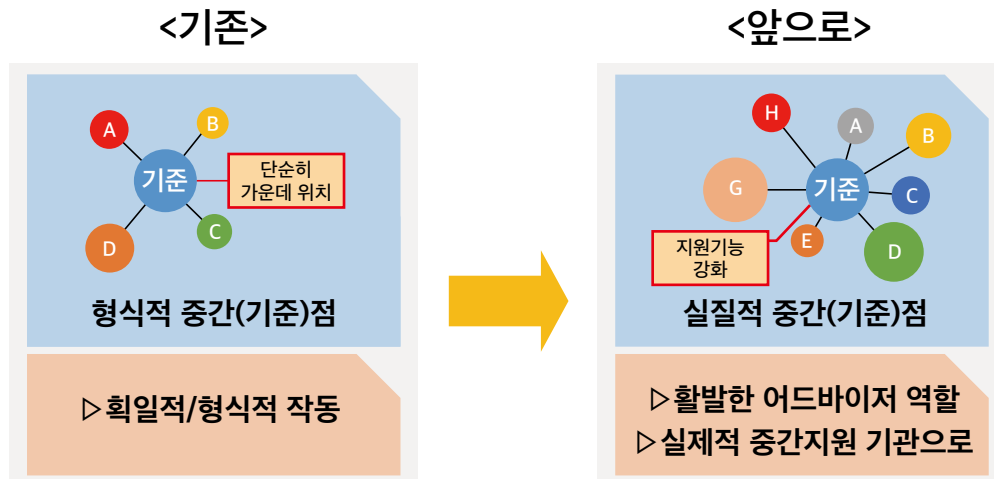 <기존>
A
B
기준
단순히
가운데 위치
C
D
형식적 중간(기준)점
▷획일적/형식적 작동
<앞으로>
H
A
B
G
기준
C
E
D
지원기능
강화
실질적 중간(기준)점
▷활발한 어드바이저 역할
▷실제적 중간지원 기관으로